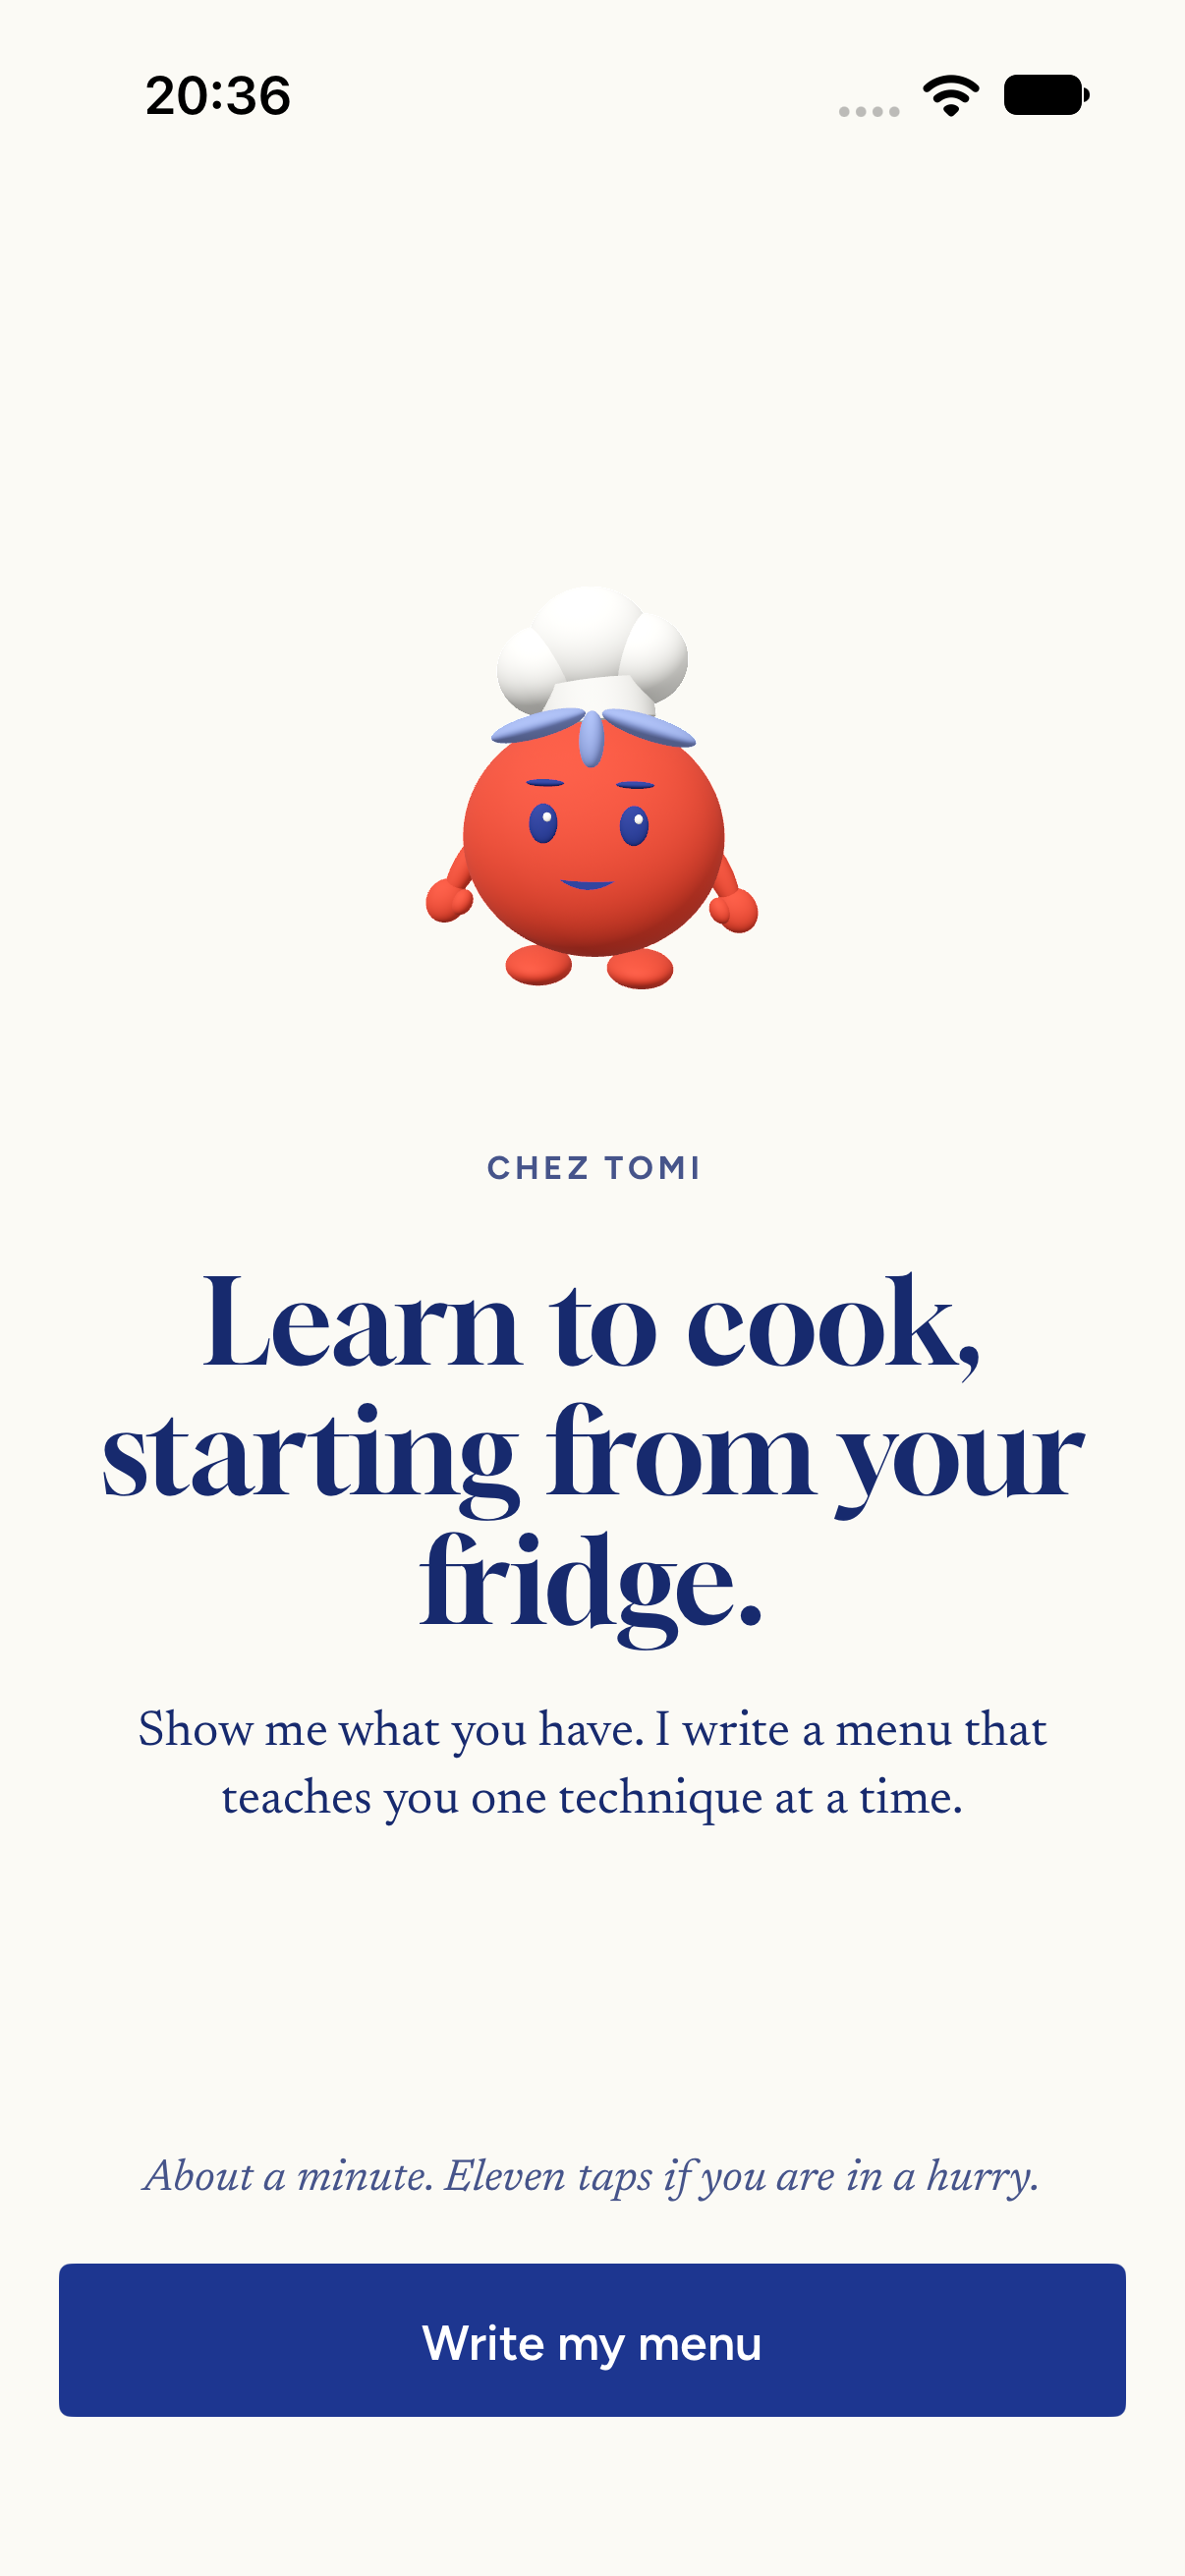 20:36
CHEZ TOMI
Learn to cook,
starting from your
fridge.
Show me what you have. I write a menu that
teaches you one technique at a time.
About a minute. Eleven taps if you are in a hurry.
Write my menu